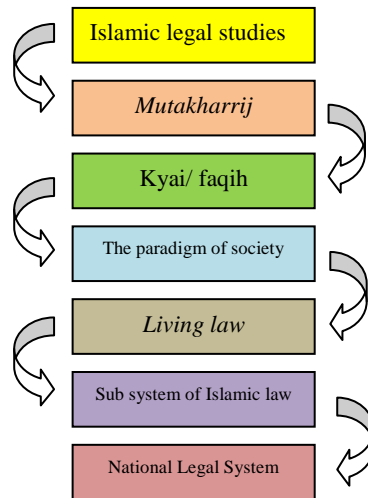 Islamic legal studies
Mutakharrij
Kyai/ faqih
The paradigm of society
Living law
Sub system of Islamic law
National Legal System